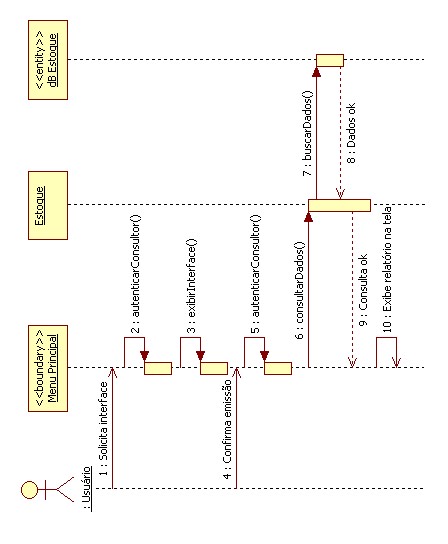 : Usuário
<<boundary>>
Menu Principal
Estoque
<<entity>>
db Estoque
1 : Solicita interface
2 : autenticarConsultor()
3 : exibirInterface()
4 : Confirma emissão
5 : autenticarConsultor()
6 : consultarDados()
7 : buscarDados()
8 : Dados ok
9 : Consulta ok
10 : Exibe relatório na tela